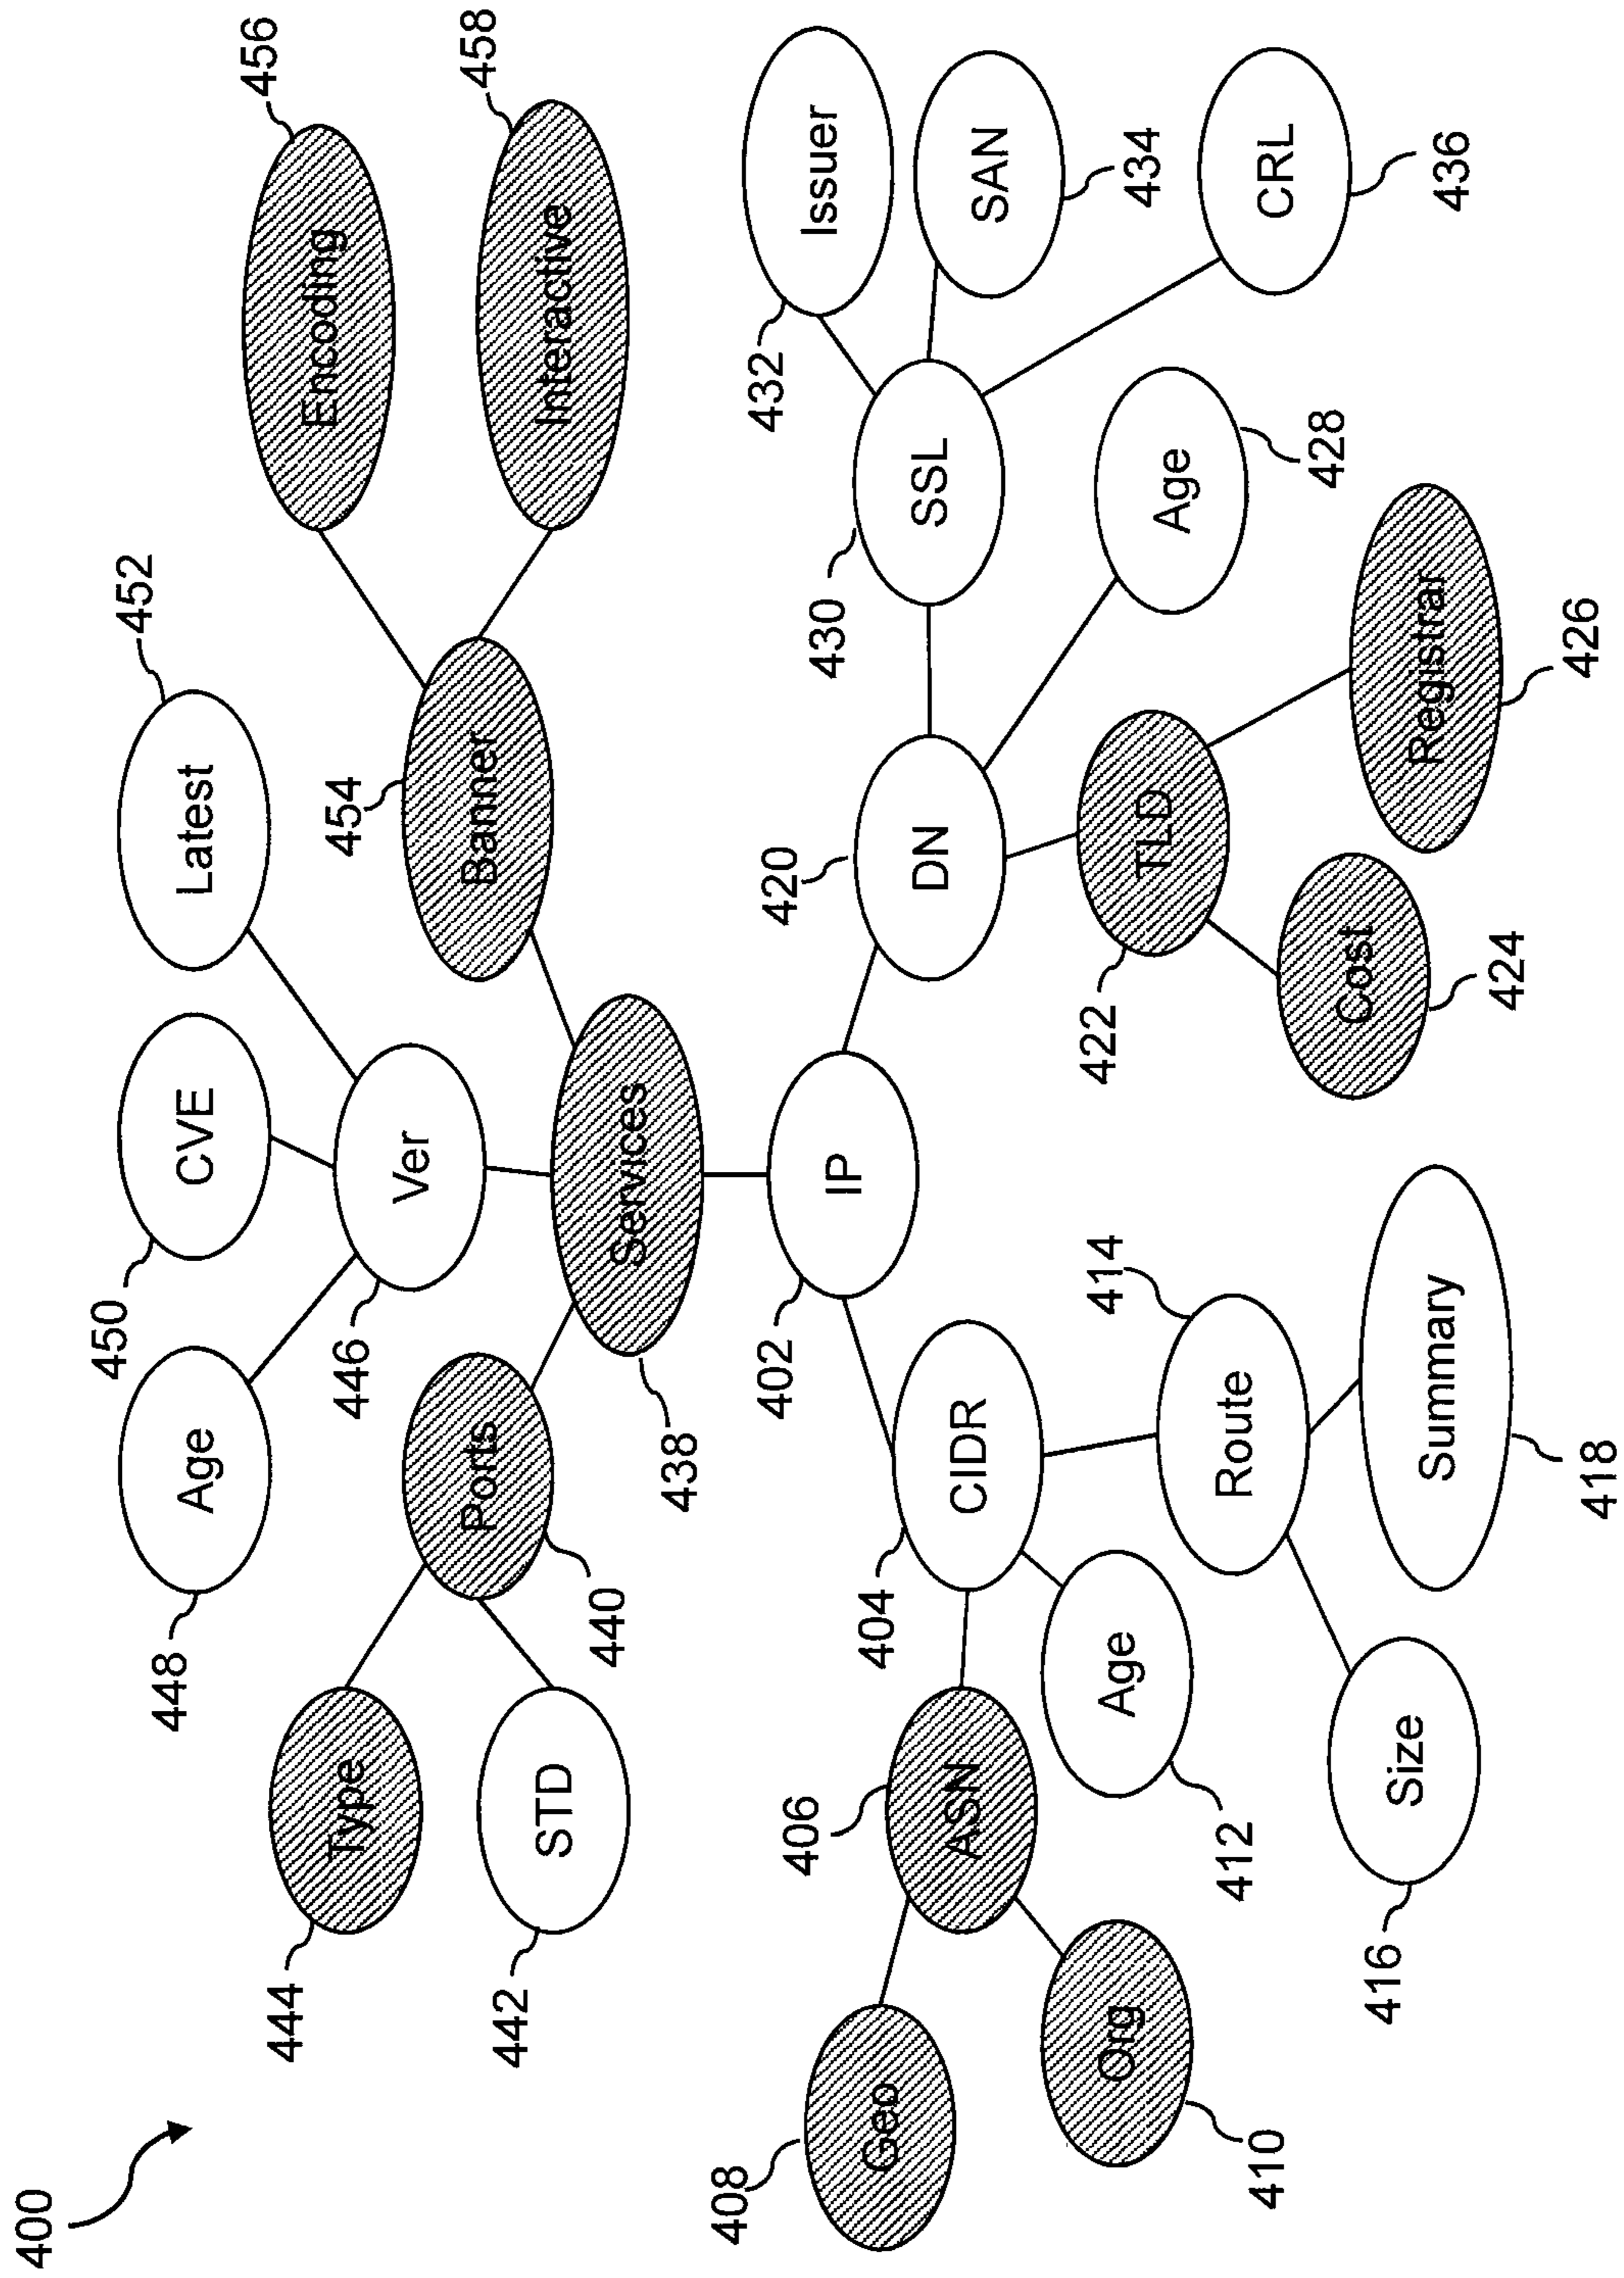 400
444
Type
442
STD
448
Age
450
CVE
452
Latest
446
Ver
440
Ports
438
Services
454
Banner
456
Encoding
458
Interactive
402
IP
408
Geo
410
Org
406
ASN
404
CIDR
412
Age
414
Route
416
Size
418
Summary
420
DN
422
TLD
424
Cost
426
Registrar
428
Age
430
SSL
432
Issuer
434
SAN
436
CRL